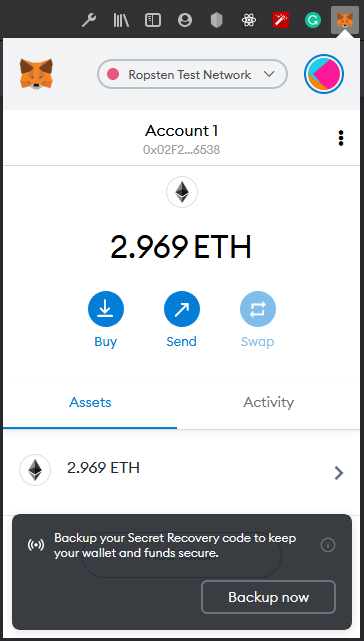 Ropsten Test Network
Account 1
0x02F2...6538
2.969 ETH
Buy
Send
Swap
Assets
Activity
2.969 ETH
Backup your Secret Recovery code to keep
your wallet and funds secure.
Backup now